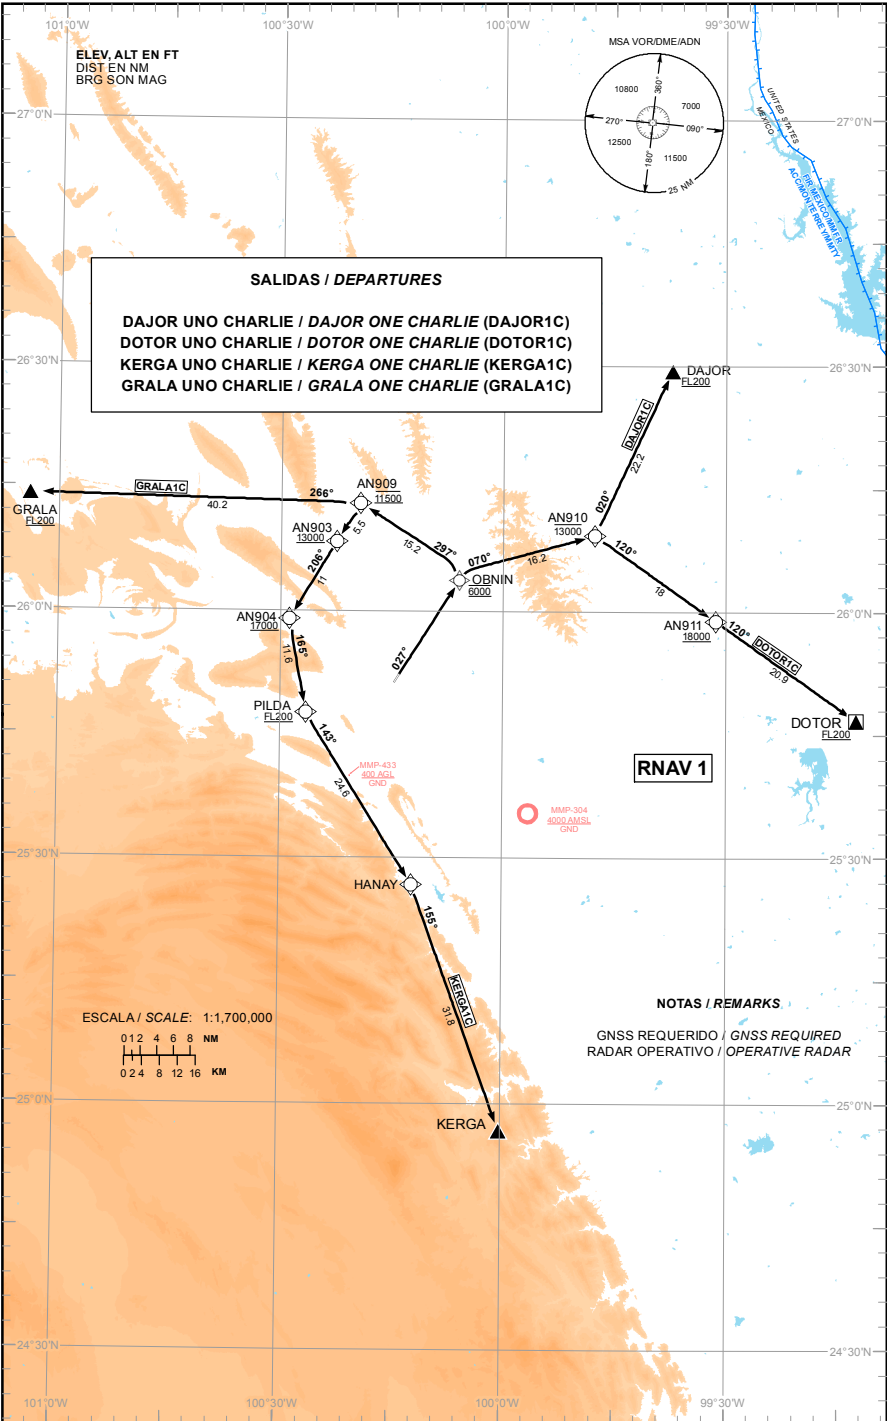 101°0'W 100°30'W 100°0'W 99°30'W
ELEV, ALT EN FT
DIST EN NM
BRG SON MAG
MSA VOR/DME/ADN
10800
360°
7000
270°
090°
12500
180°
11500
25 NM
UNITED STATES
MEXICO
FIR/MEXICO/MMFR
ACC/MONTERREY/MMTY
27°0'N 27°0'N
SALIDAS / DEPARTURES
DAJOR UNO CHARLIE / DAJOR ONE CHARLIE (DAJOR1C)
DOTOR UNO CHARLIE / DOTOR ONE CHARLIE (DOTOR1C)
KERGA UNO CHARLIE / KERGA ONE CHARLIE (KERGA1C)
GRALA UNO CHARLIE / GRALA ONE CHARLIE (GRALA1C)
26°30'N 26°30'N
DAJOR
FL200
DAJOR1C
22.2
020°
GRALA
FL200
GRALA1C
40.2
266°
AN909
11500
5.5
AN903
13000
206°
11
15.2
297°
OBNIN
6000
070°
16.2
027°
AN910
13000
120°
18
26°0'N 26°0'N
AN904
17000
165°
11.6
AN911
18000
120°
DOTOR1C
20.9
DOTOR
FL200
PILDA
FL200
143°
24.6
MMP-433
400 AGL
GND
RNAV 1
MMP-304
4000 AMSL
GND
25°30'N 25°30'N
HANAY
155°
KERGA1C
31.8
NOTAS / REMARKS
GNSS REQUERIDO / GNSS REQUIRED
RADAR OPERATIVO / OPERATIVE RADAR
ESCALA / SCALE: 1:1,700,000
0 1 2 4 6 8 NM
0 2 4 8 12 16 KM
25°0'N 25°0'N
KERGA
24°30'N 24°30'N
101°0'W 100°30'W 100°0'W 99°30'W